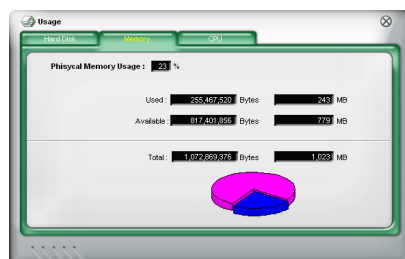 Usage
Hard Disk Memory CPU
Phisycal Memory Usage : 23 %
Used : 255,467,520 Bytes 243 MB
Available : 817,401,856 Bytes 779 MB
Total : 1,072,869,376 Bytes 1,023 MB